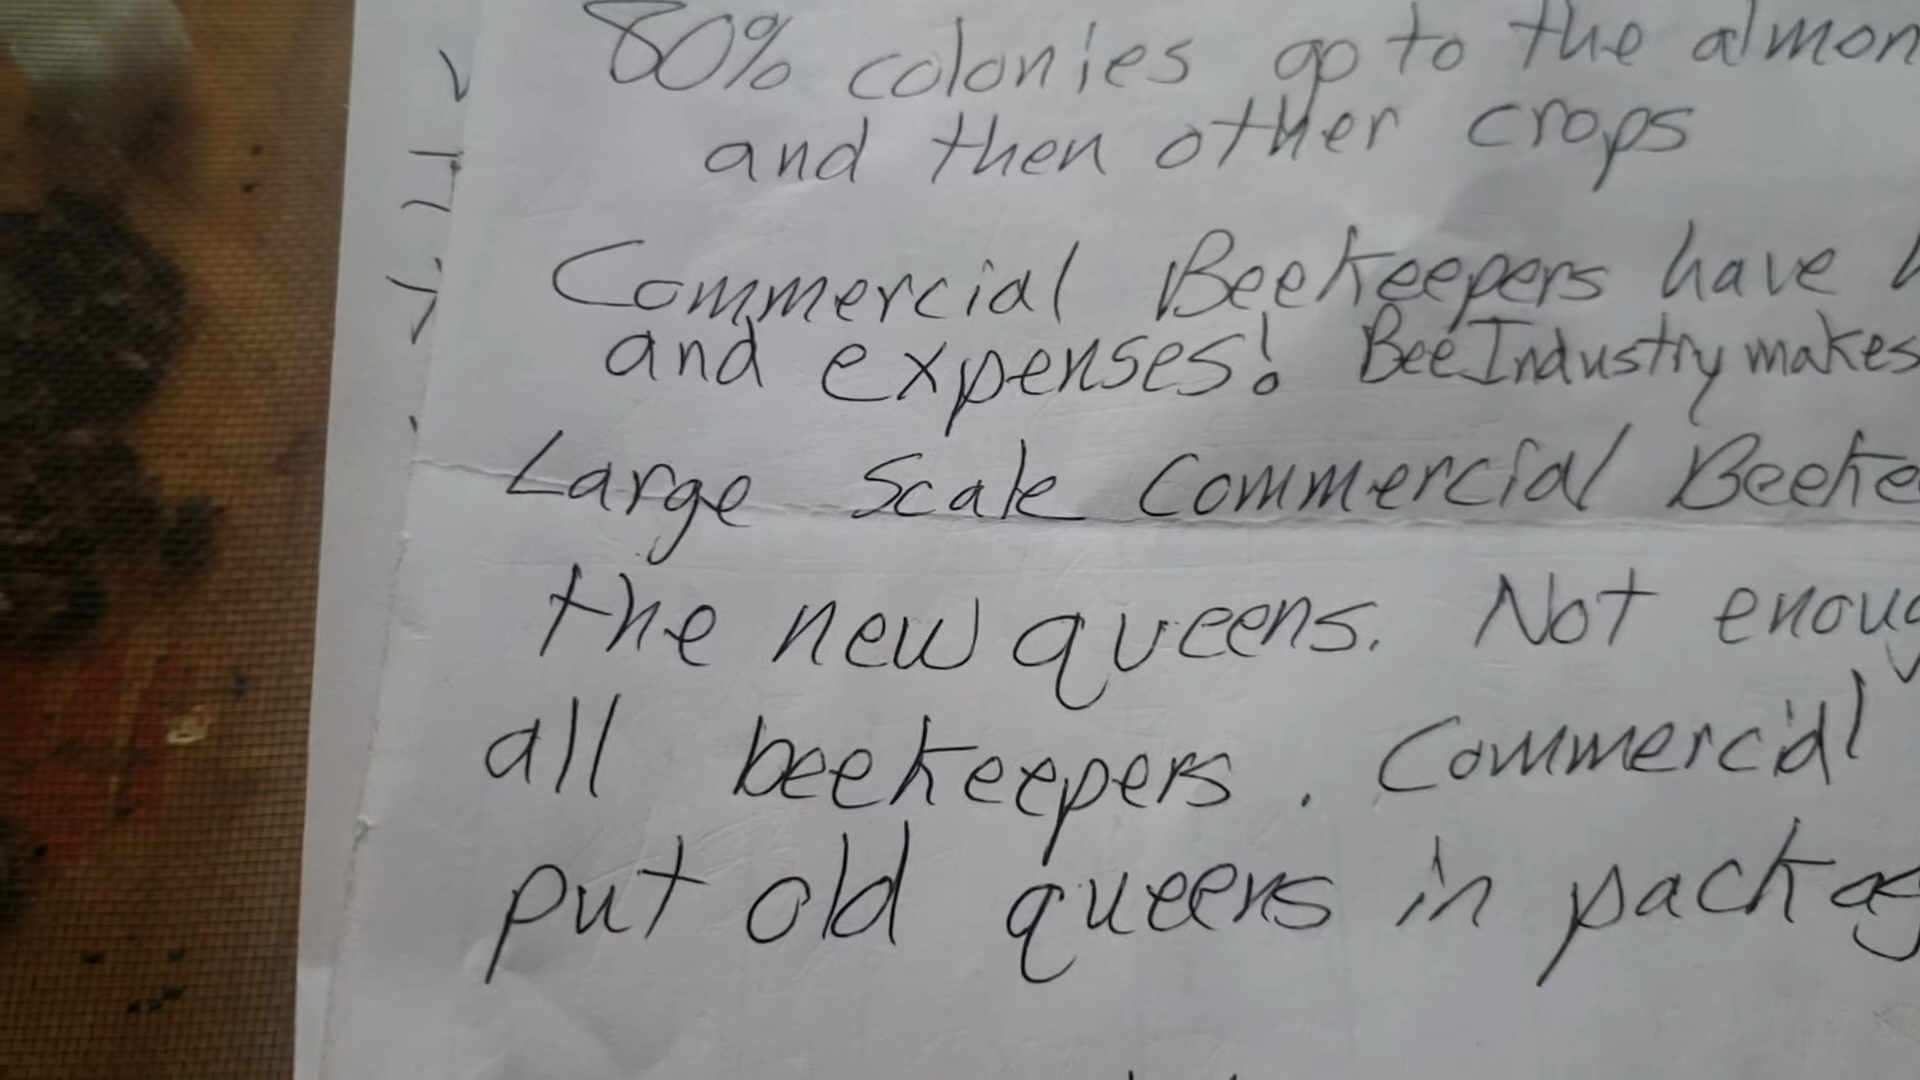 80% colonies go to the almon
and then other crops
Commercial Beekeepers have
and expenses! Bee Industry makes
Large Scale Commercial Beeke
the new queens. Not enoug
all beekeepers. Commercial
put old queens in packag